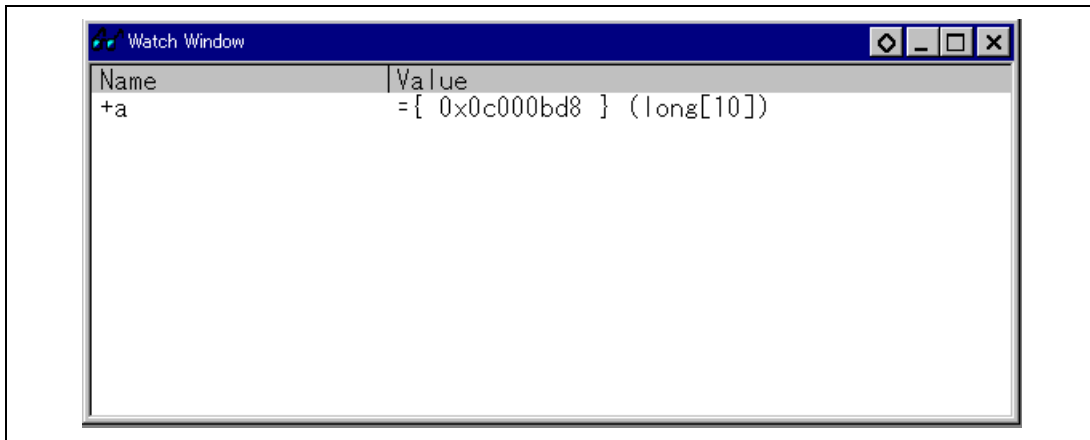 Watch Window
Name Value
+a ={ 0x0c000bd8 } (long[10])